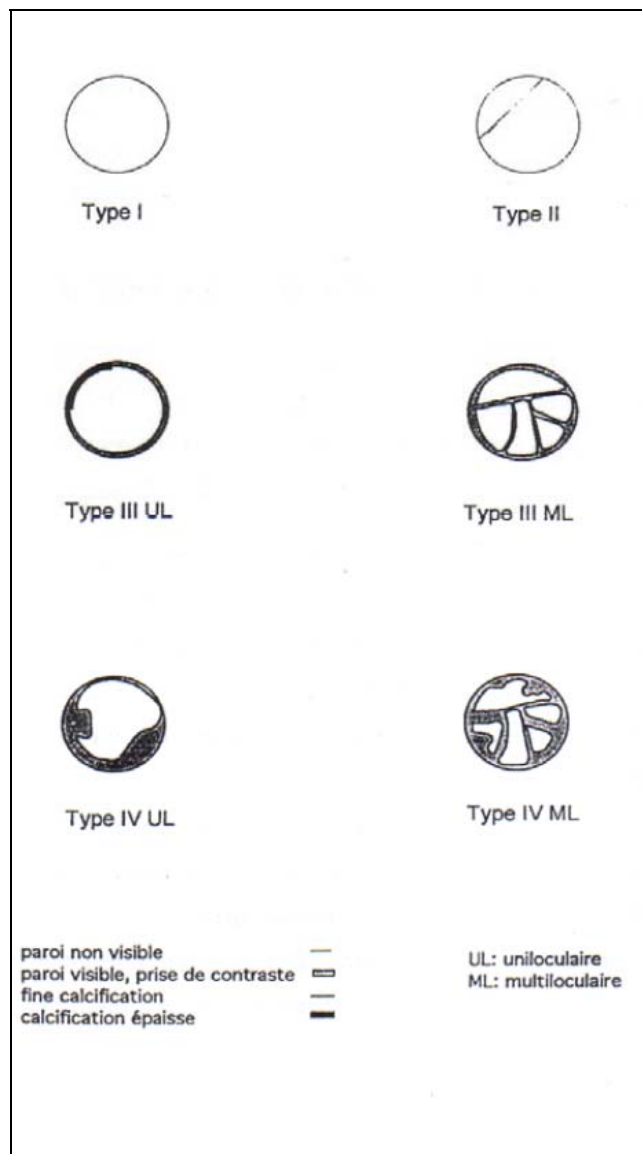 Type I
Type II
Type III UL
Type III ML
Type IV UL
Type IV ML
paroi non visible
paroi visible, prise de contraste
fine calcification
calcification épaisse
UL: uniloculaire
ML: multiloculaire